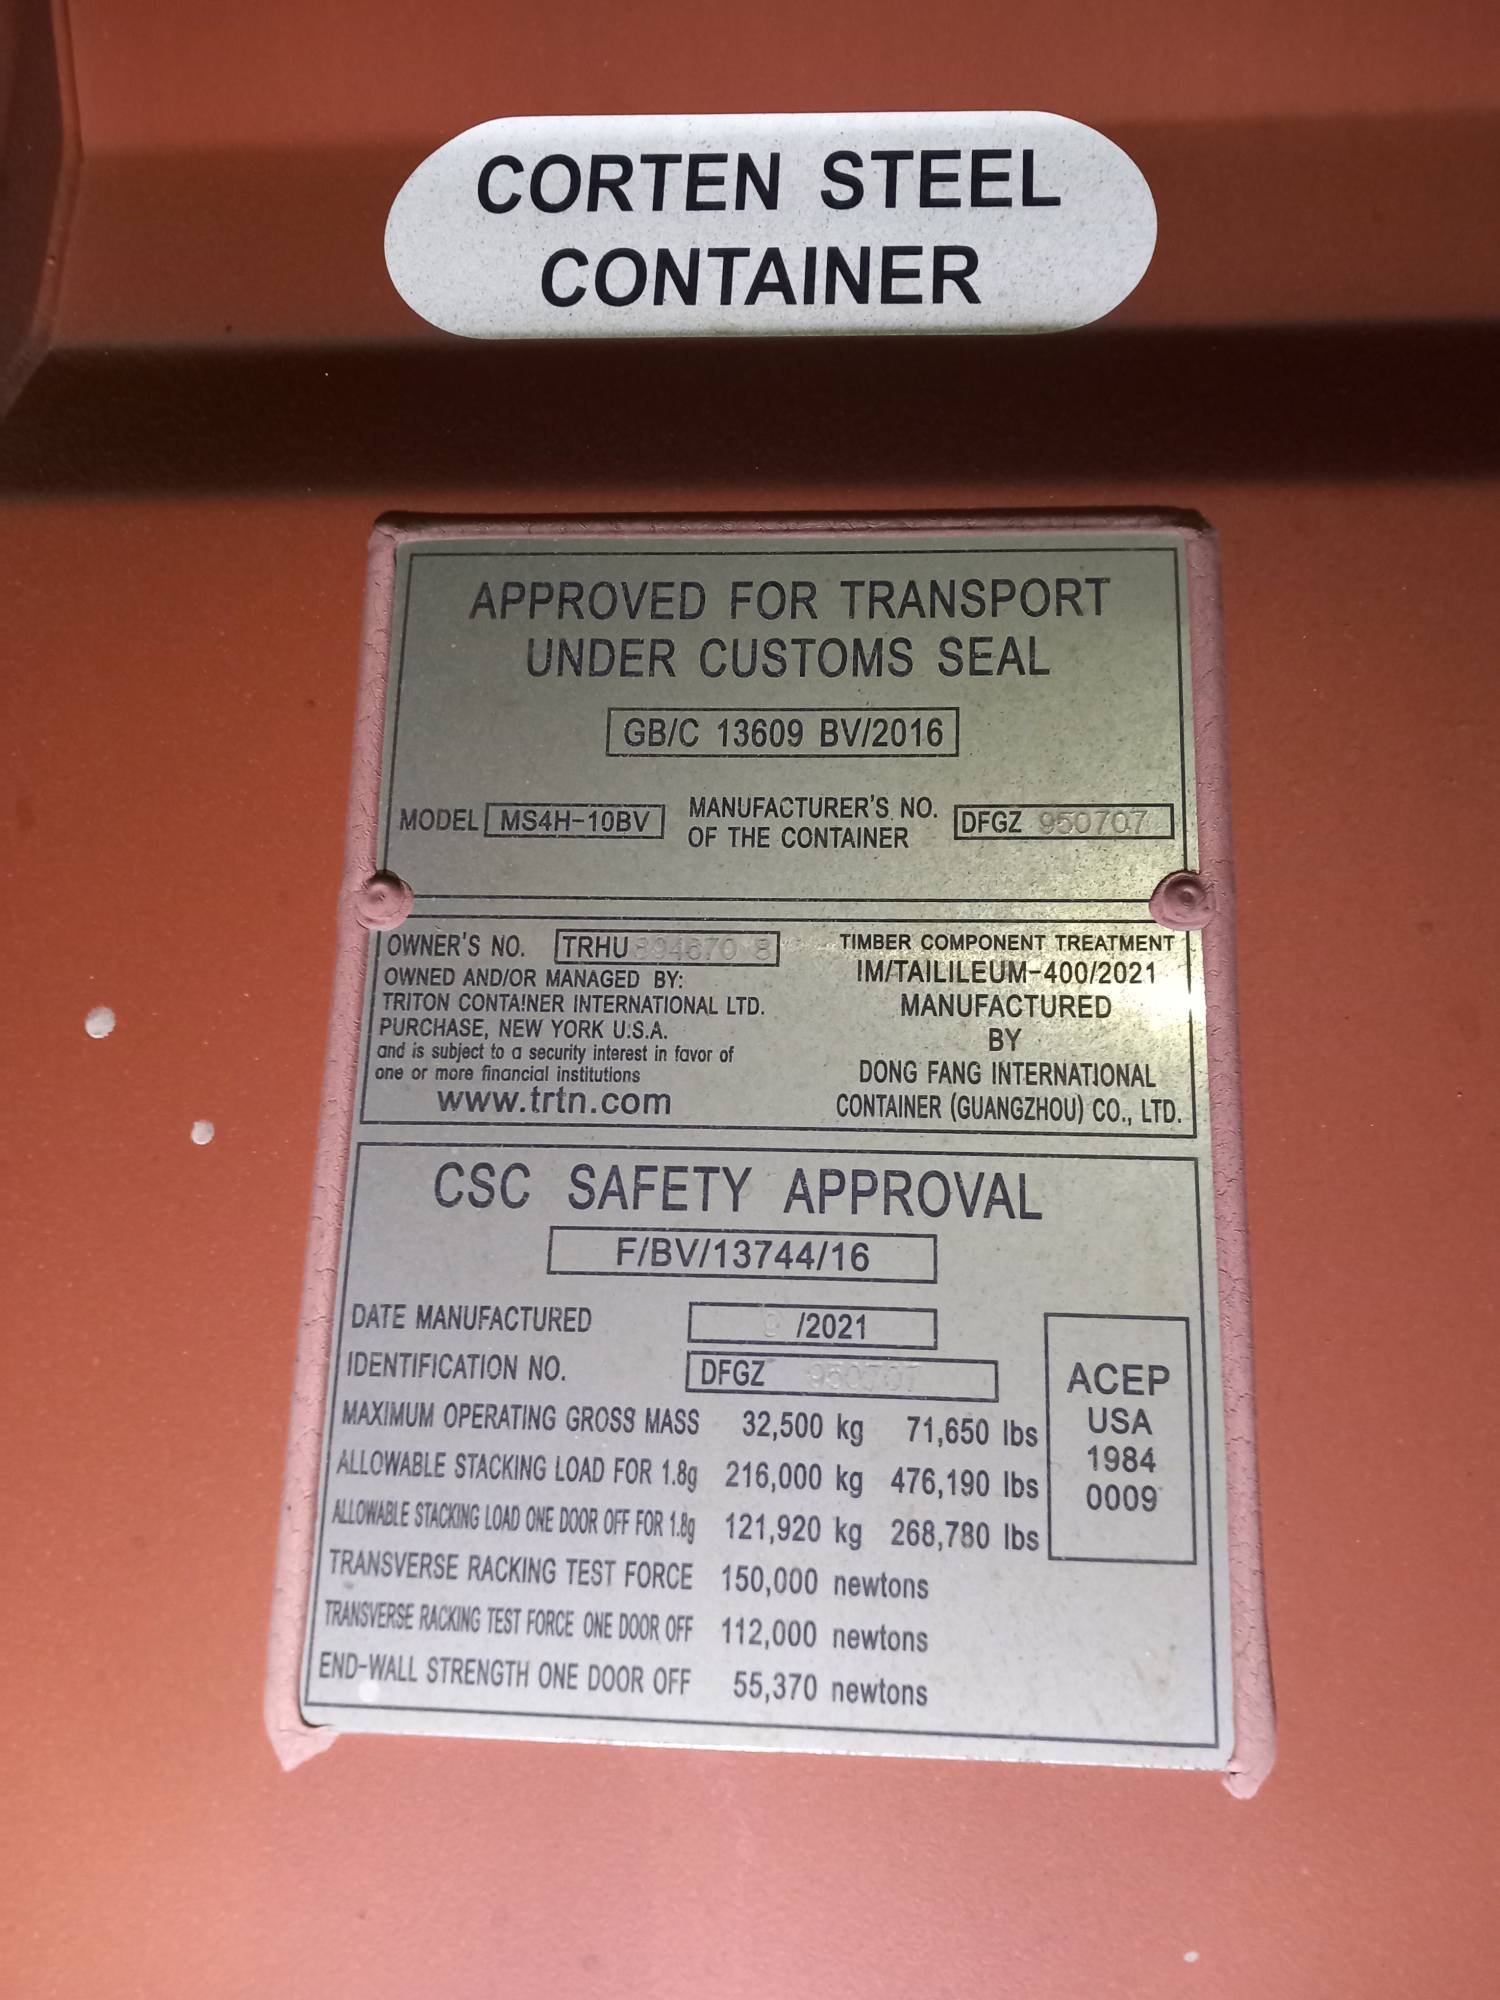 CORTEN STEEL
CONTAINER
APPROVED FOR TRANSPORT
UNDER CUSTOMS SEAL
GB/C 13609 BV/2016
MODEL MS4H-10BV MANUFACTURER'S NO. OF THE CONTAINER DFGZ 950707
OWNER'S NO. TRHU 894670 8
OWNED AND/OR MANAGED BY:
TRITON CONTAINER INTERNATIONAL LTD.
PURCHASE, NEW YORK U.S.A.
and is subject to a security interest in favor of
one or more financial institutions
www.trtn.com
TIMBER COMPONENT TREATMENT
IM/TAILILEUM-400/2021
MANUFACTURED
BY
DONG FANG INTERNATIONAL
CONTAINER (GUANGZHOU) CO., LTD.
CSC SAFETY APPROVAL
F/BV/13744/16
DATE MANUFACTURED /2021
IDENTIFICATION NO. DFGZ 950707
MAXIMUM OPERATING GROSS MASS 32,500 kg 71,650 lbs
ALLOWABLE STACKING LOAD FOR 1.8g 216,000 kg 476,190 lbs
ALLOWABLE STACKING LOAD ONE DOOR OFF FOR 1.8g 121,920 kg 268,780 lbs
TRANSVERSE RACKING TEST FORCE 150,000 newtons
TRANSVERSE RACKING TEST FORCE ONE DOOR OFF 112,000 newtons
END-WALL STRENGTH ONE DOOR OFF 55,370 newtons
ACEP
USA
1984
0009